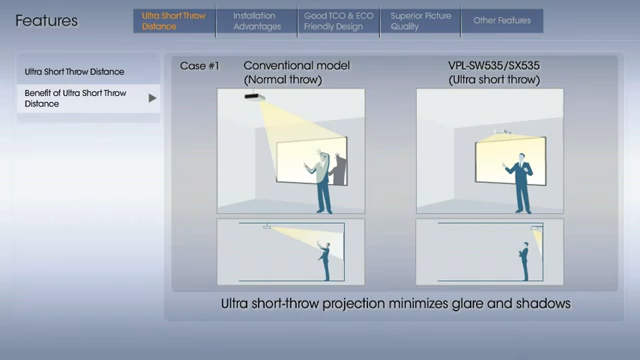 Features
Ultra Short Throw
Distance
Installation
Advantages
Good TCO & ECO
Friendly Design
Superior Picture
Quality
Other Features
Ultra Short Throw Distance
Benefit of Ultra Short Throw
Distance
Case #1
Conventional model
(Normal throw)
VPL-SW535/SX535
(Ultra short throw)
Ultra short-throw projection minimizes glare and shadows